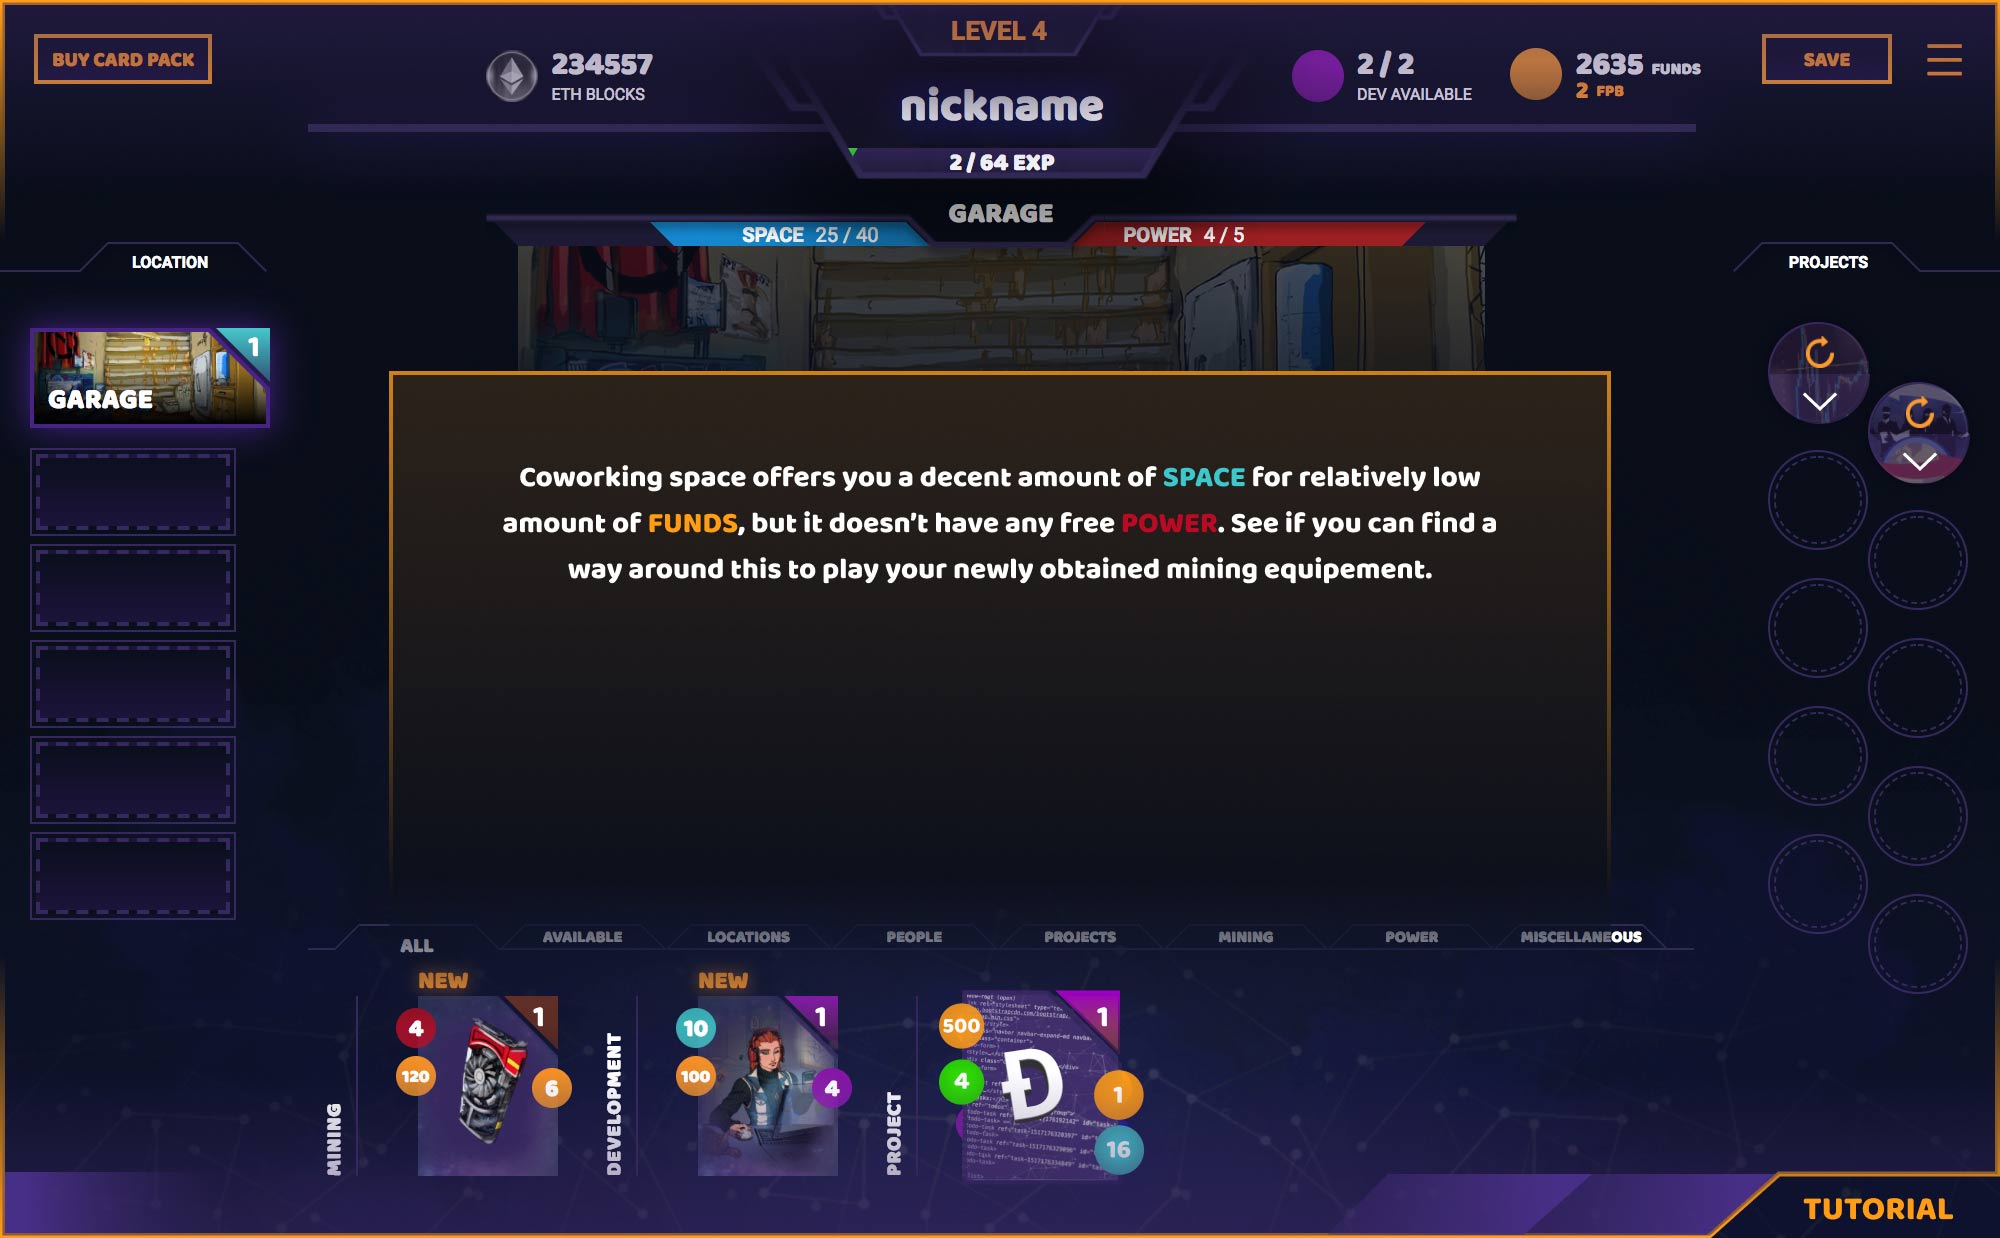 BUY CARD PACK
234557
ETH BLOCKS
LEVEL 4
nickname
2 / 64 EXP
2 / 2
DEV AVAILABLE
2635 FUNDS
2 FPB
SAVE
GARAGE
SPACE 25 / 40
POWER 4 / 5
LOCATION
PROJECTS
1
GARAGE
Coworking space offers you a decent amount of SPACE for relatively low
amount of FUNDS, but it doesn't have any free POWER. See if you can find a
way around this to play your newly obtained mining equipement.
ALL
AVAILABLE
LOCATIONS
PEOPLE
PROJECTS
MINING
POWER
MISCELLANEOUS
MINING
NEW
4
120
1
6
DEVELOPMENT
NEW
10
100
1
4
PROJECT
500
4
1
Ð
1
16
TUTORIAL